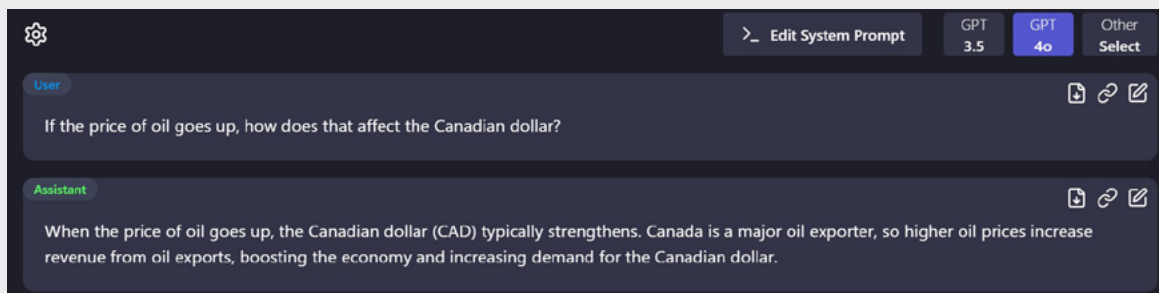 >_ Edit System Prompt
GPT
3.5
GPT
4o
Other
Select
User
If the price of oil goes up, how does that affect the Canadian dollar?
Assistant
When the price of oil goes up, the Canadian dollar (CAD) typically strengthens. Canada is a major oil exporter, so higher oil prices increase
revenue from oil exports, boosting the economy and increasing demand for the Canadian dollar.